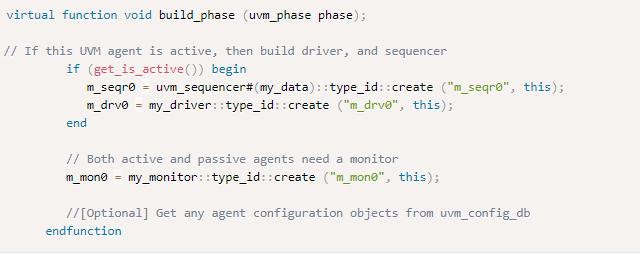 virtual function void build_phase (uvm_phase phase);
// If this UVM agent is active, then build driver, and sequencer
if (get_is_active()) begin
m_seqr0 = uvm_sequencer#(my_data)::type_id::create ("m_seqr0", this);
m_drv0 = my_driver::type_id::create ("m_drv0", this);
end
// Both active and passive agents need a monitor
m_mon0 = my_monitor::type_id::create ("m_mon0", this);
//[Optional] Get any agent configuration objects from uvm_config_db
endfunction